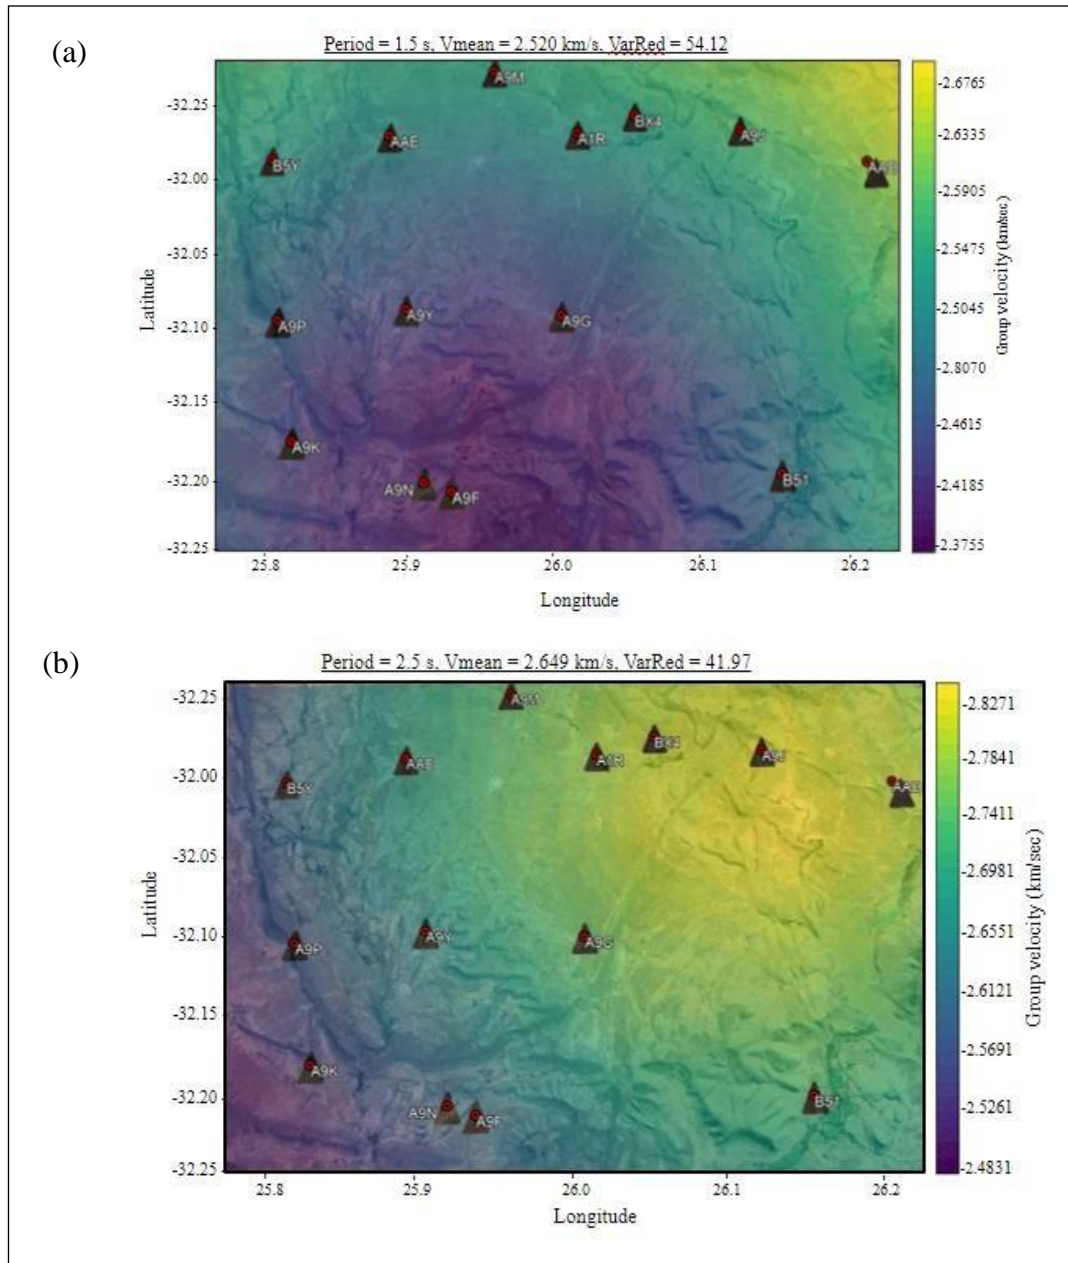 (a)
Period = 1.5 s, Vmean = 2.520 km/s, VarRed = 54.12
-32.25
-32.00
-32.05
-32.10
-32.15
-32.20
-32.25
Latitude
A9M
BX4
A9J
AAE
A1R
B5Y
A9Y
A9G
A9P
A9K
A9N
A9F
B51
25.8
25.9
26.0
26.1
26.2
Longitude
-2.6765
-2.6335
-2.5905
-2.5475
-2.5045
-2.8070
-2.4615
-2.4185
-2.3755
Group velocity (km/sec)
(b)
Period = 2.5 s, Vmean = 2.649 km/s, VarRed = 41.97
-32.25
-32.00
-32.05
-32.10
-32.15
-32.20
-32.25
Latitude
A9M
BX4
A9J
AAE
A1R
B5Y
A9Y
A9G
A9P
A9K
A9N
A9F
B51
25.8
25.9
26.0
26.1
26.2
Longitude
-2.8271
-2.7841
-2.7411
-2.6981
-2.6551
-2.6121
-2.5691
-2.5261
-2.4831
Group velocity (km/sec)